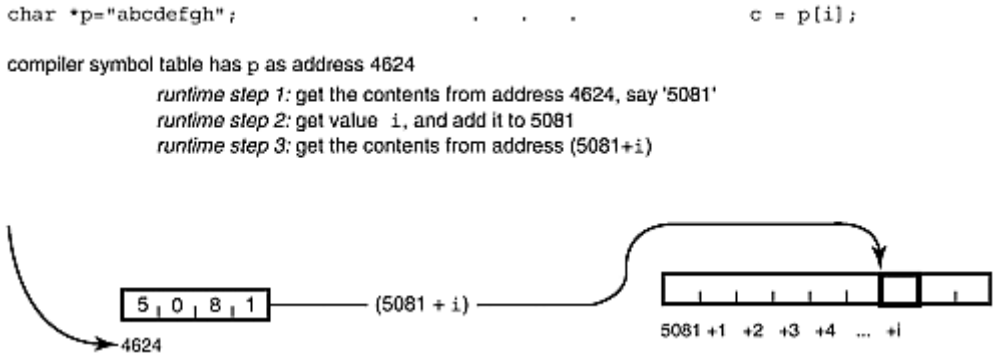 char *p="abcdefgh"; . . . c = p[i];
compiler symbol table has p as address 4624
runtime step 1: get the contents from address 4624, say '5081'
runtime step 2: get value i, and add it to 5081
runtime step 3: get the contents from address (5081+i)
5 0 8 1 (5081 + i)
5081 +1 +2 +3 +4 ... +i
4624